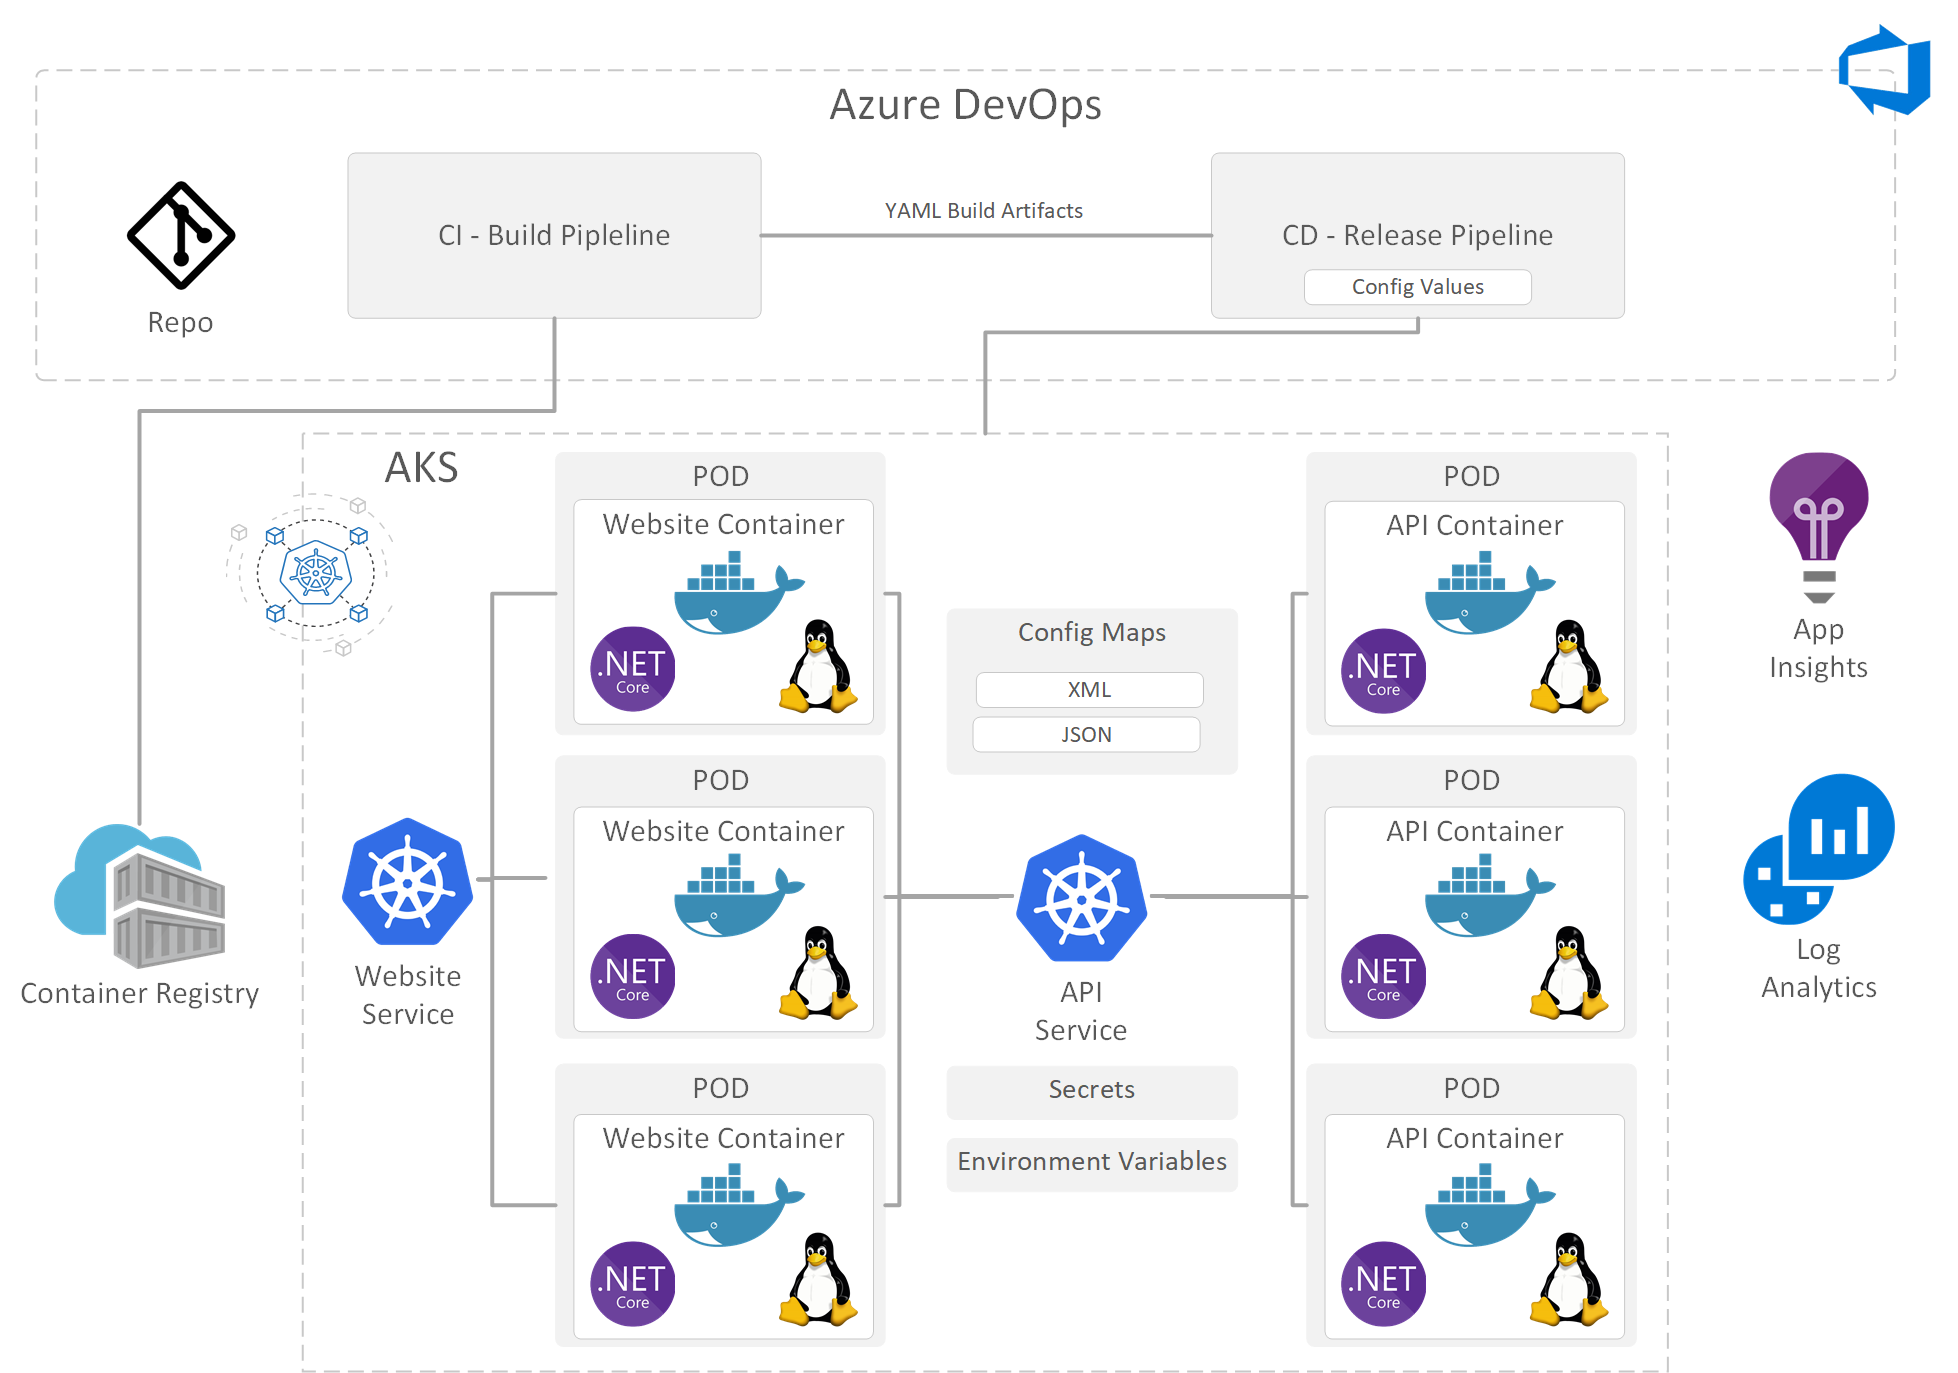 Azure DevOps
Repo
CI - Build Pipleline
YAML Build Artifacts
CD - Release Pipeline
Config Values
AKS
POD
Website Container
.NET
Core
POD
Website Container
.NET
Core
POD
Website Container
.NET
Core
Container Registry
Website
Service
Config Maps
XML
JSON
API
Service
Secrets
Environment Variables
POD
API Container
.NET
Core
POD
API Container
.NET
Core
POD
API Container
.NET
Core
App
Insights
Log
Analytics